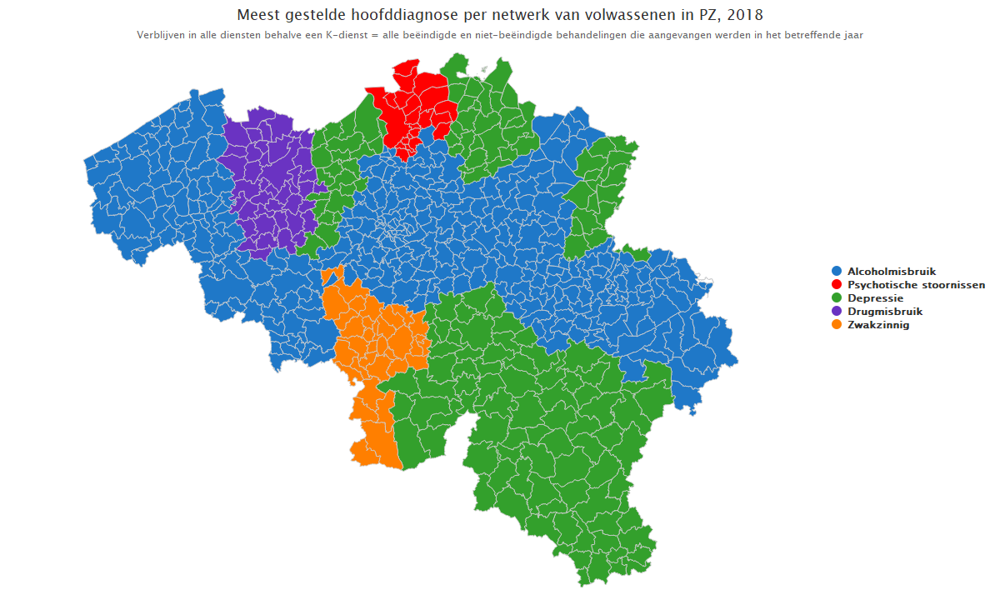 Meest gestelde hoofddiagnose per netwerk van volwassenen in PZ, 2018
Verblijven in alle diensten behalve een K-dienst = alle beëindigde en niet-beëindigde behandelingen die aangevangen werden in het betreffende jaar
Alcoholmisbruik
Psychotische stoornissen
Depressie
Drugmisbruik
Zwakzinnig